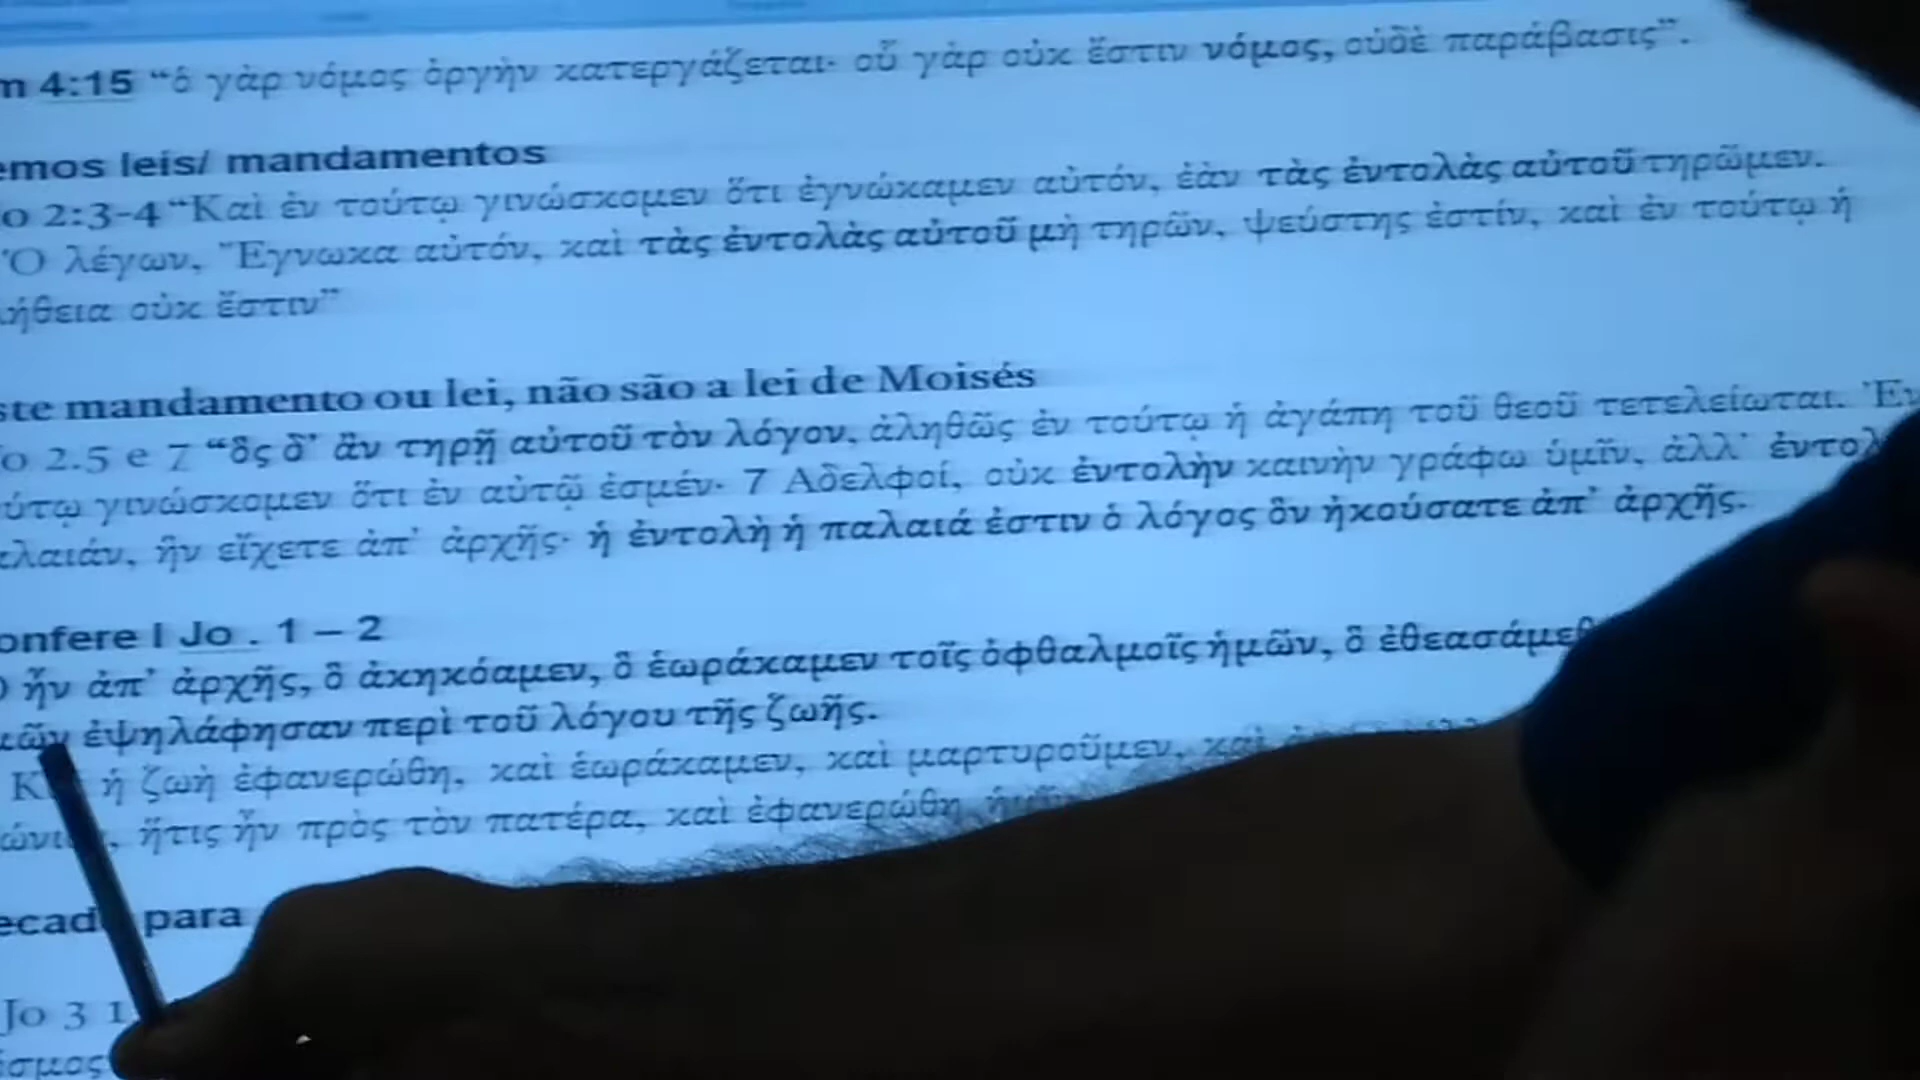 4:15 “ὁ γὰρ νόμος ὀργὴν κατεργάζεται· οὗ γὰρ οὐκ ἔστιν νόμος, οὐδὲ παράβασις”.
emos leis/ mandamentos
o 2:3-4 “Καὶ ἐν τούτῳ γινώσκομεν ὅτι ἐγνώκαμεν αὐτόν, ἐὰν τὰς ἐντολὰς αὐτοῦ τηρῶμεν.
Ὁ λέγων, Ἔγνωκα αὐτόν, καὶ τὰς ἐντολὰς αὐτοῦ μὴ τηρῶν, ψεύστης ἐστίν, καὶ ἐν τούτῳ ἡ
λήθεια οὐκ ἔστιν”
ste mandamento ou lei, não são a lei de Moisés
o 2.5 e 7 “ὃς δ᾽ ἂν τηρῇ αὐτοῦ τὸν λόγον, ἀληθῶς ἐν τούτῳ ἡ ἀγάπη τοῦ θεοῦ τετελείωται. Ἐν
ούτῳ γινώσκομεν ὅτι ἐν αὐτῷ ἐσμέν· 7 Ἀδελφοί, οὐκ ἐντολὴν καινὴν γράφω ὑμῖν, ἀλλ᾽ ἐντολ
αλαιάν, ἣν εἴχετε ἀπ᾽ ἀρχῆς· ἡ ἐντολὴ ἡ παλαιά ἐστιν ὁ λόγος ὃν ἠκούσατε ἀπ᾽ ἀρχῆς.
onfere I Jo . 1 – 2
ἦν ἀπ᾽ ἀρχῆς, ὃ ἀκηκόαμεν, ὃ ἑωράκαμεν τοῖς ὀφθαλμοῖς ἡμῶν, ὃ ἐθεασάμεθ
μῶν ἐψηλάφησαν περὶ τοῦ λόγου τῆς ζωῆς.
ἡ ζωὴ ἐφανερώθη, καὶ ἑωράκαμεν, καὶ μαρτυροῦμεν, καὶ
ἥτις ἦν πρὸς τὸν πατέρα, καὶ ἐφανερώθη
para
Jo 3